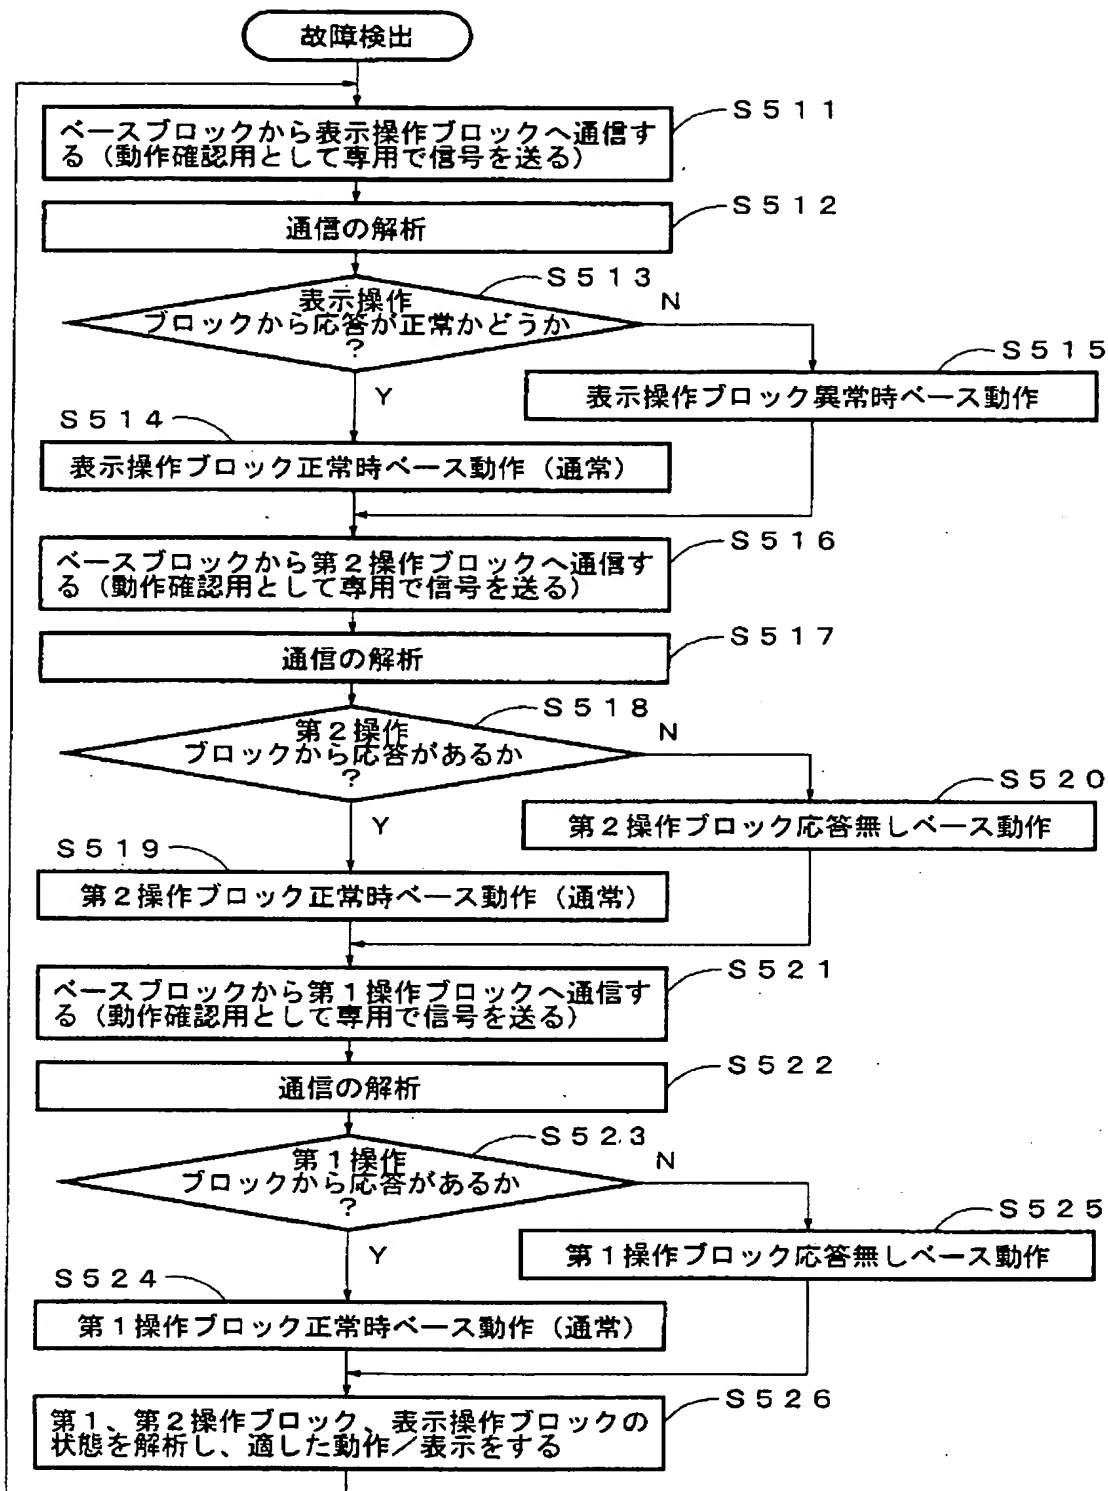 故障検出
S511
ベースブロックから表示操作ブロックへ通信す
る（動作確認用として専用で信号を送る）
S512
通信の解析
S513
表示操作
ブロックから応答が正常かどうか
？
N
Y
S515
表示操作ブロック異常時ベース動作
S514
表示操作ブロック正常時ベース動作（通常）
S516
ベースブロックから第２操作ブロックへ通信す
る（動作確認用として専用で信号を送る）
S517
通信の解析
S518
第２操作
ブロックから応答があるか
？
N
Y
S520
第２操作ブロック応答無しベース動作
S519
第２操作ブロック正常時ベース動作（通常）
S521
ベースブロックから第１操作ブロックへ通信す
る（動作確認用として専用で信号を送る）
S522
通信の解析
S523
第１操作
ブロックから応答があるか
？
N
Y
S525
第１操作ブロック応答無しベース動作
S524
第１操作ブロック正常時ベース動作（通常）
S526
第１、第２操作ブロック、表示操作ブロックの
状態を解析し、適した動作／表示をする